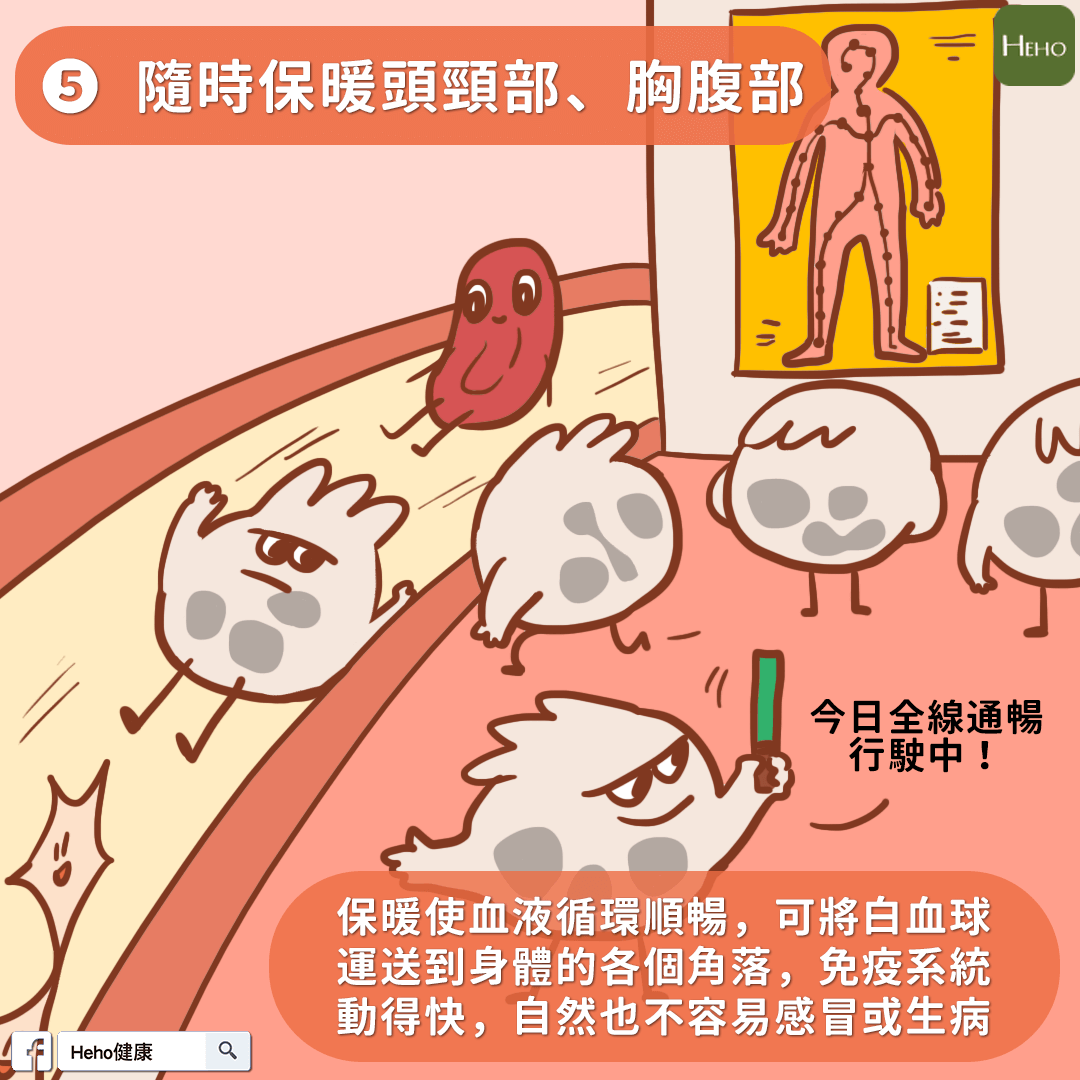 ❺ 隨時保暖頭頸部、胸腹部
HEHO
今日全線通暢
行駛中！
保暖使血液循環順暢，可將白血球
運送到身體的各個角落，免疫系統
動得快，自然也不容易感冒或生病
f Heho健康